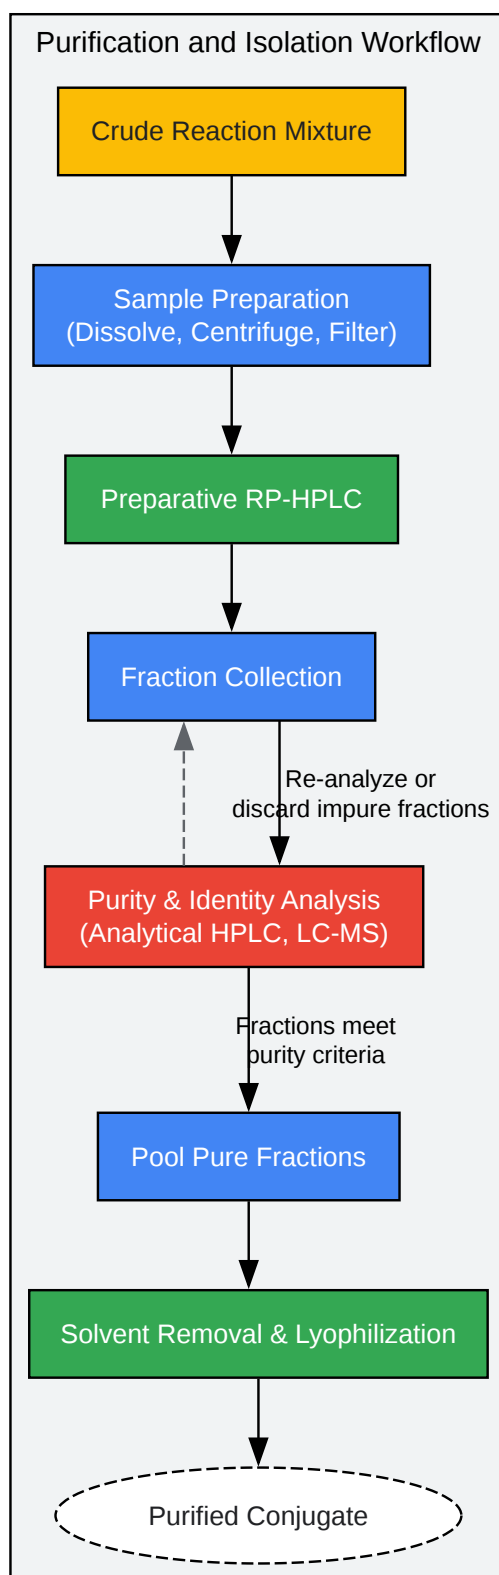 Purification and Isolation Workflow
Crude Reaction Mixture
Sample Preparation
(Dissolve, Centrifuge, Filter)
Preparative RP-HPLC
Fraction Collection
Re-analyze or
discard impure fractions
Purity & Identity Analysis
(Analytical HPLC, LC-MS)
Fractions meet
purity criteria
Pool Pure Fractions
Solvent Removal & Lyophilization
Purified Conjugate